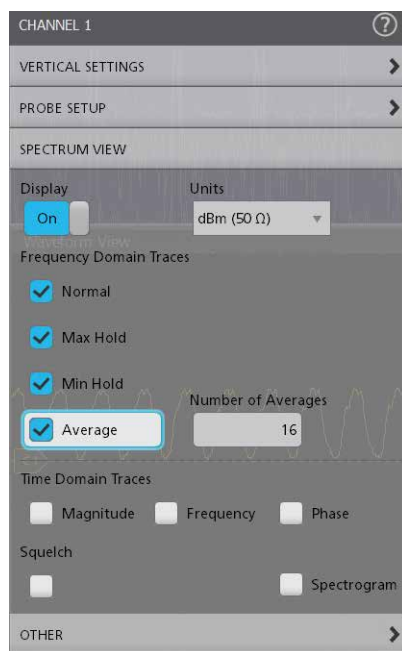 CHANNEL 1 ?
VERTICAL SETTINGS
PROBE SETUP
SPECTRUM VIEW
Display Units
On dBm (50 Ω)
Waveform View
Frequency Domain Traces
Normal
Max Hold
Min Hold
Number of Averages
Average 16
Time Domain Traces
Magnitude Frequency Phase
Squelch
Spectrogram
OTHER